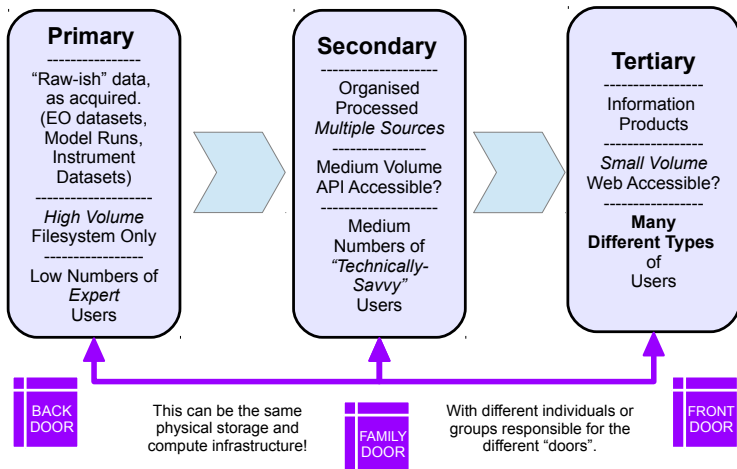 Primary
-----------------
“Raw-ish” data,
as acquired.
(EO datasets,
Model Runs,
Instrument
Datasets)
---------------------
High Volume
Filesystem Only
------------------
Low Numbers of
Expert
Users
Secondary
---------------------
Organised
Processed
Multiple Sources
----------------
Medium Volume
API Accessible?
---------------------
Medium
Numbers of
“Technically-
Savvy”
Users
Tertiary
---------------------
Information
Products
----------------
Small Volume
Web Accessible?
------------------
Many
Different Types
of
Users
BACK
DOOR
This can be the same
physical storage and
compute infrastructure!
FAMILY
DOOR
With different individuals or
groups responsible for the
different “doors”.
FRONT
DOOR